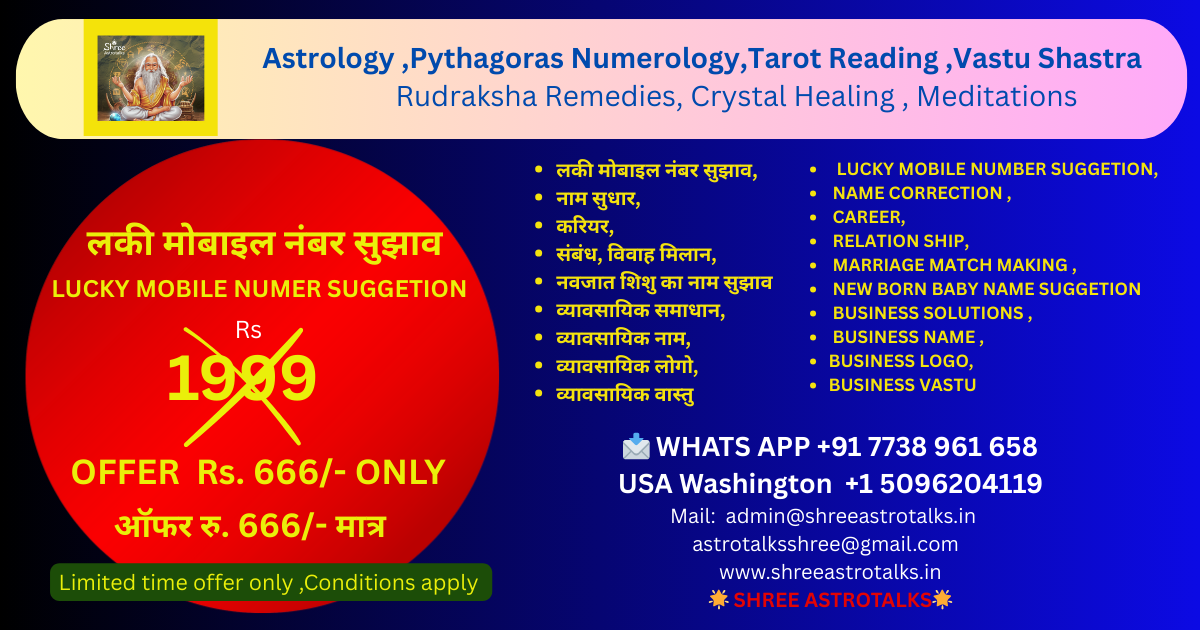 Shree
Astrotalks
Astrology ,Pythagoras Numerology,Tarot Reading ,Vastu Shastra
Rudraksha Remedies, Crystal Healing , Meditations
लकी मोबाइल नंबर सुझाव
LUCKY MOBILE NUMER SUGGETION
Rs
1999
OFFER Rs. 666/- ONLY
ऑफर रु. 666/- मात्र
Limited time offer only ,Conditions apply
लकी मोबाइल नंबर सुझाव,
नाम सुधार,
करियर,
संबंध, विवाह मिलान,
नवजात शिशु का नाम सुझाव
व्यावसायिक समाधान,
व्यावसायिक नाम,
व्यावसायिक लोगो,
व्यावसायिक वास्तु
LUCKY MOBILE NUMBER SUGGETION,
NAME CORRECTION ,
CAREER,
RELATION SHIP,
MARRIAGE MATCH MAKING ,
NEW BORN BABY NAME SUGGETION
BUSINESS SOLUTIONS ,
BUSINESS NAME ,
BUSINESS LOGO,
BUSINESS VASTU
WHATS APP +91 7738 961 658
USA Washington +1 5096204119
Mail: admin@shreeastrotalks.in
astrotalksshree@gmail.com
www.shreeastrotalks.in
SHREE ASTROTALKS